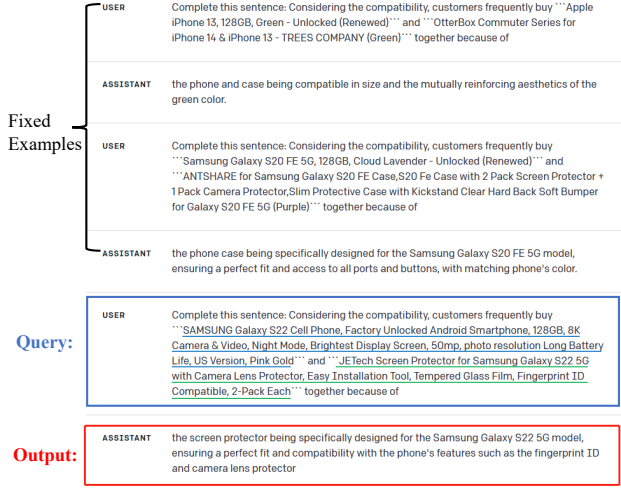 USER
Complete this sentence: Considering the compatibility, customers frequently buy ```Apple
iPhone 13, 128GB, Green - Unlocked (Renewed)``` and ```OtterBox Commuter Series for
iPhone 14 & iPhone 13 - TREES COMPANY (Green)``` together because of
ASSISTANT
the phone and case being compatible in size and the mutually reinforcing aesthetics of the
green color.
Fixed
Examples
USER
Complete this sentence: Considering the compatibility, customers frequently buy
```Samsung Galaxy S20 FE 5G, 128GB, Cloud Lavender - Unlocked (Renewed)``` and
```ANTSHARE for Samsung Galaxy S20 FE Case,S20 Fe Case with 2 Pack Screen Protector +
1 Pack Camera Protector,Slim Protective Case with Kickstand Clear Hard Back Soft Bumper
for Galaxy S20 FE 5G (Purple)``` together because of
ASSISTANT
the phone case being specifically designed for the Samsung Galaxy S20 FE 5G model,
ensuring a perfect fit and access to all ports and buttons, with matching phone's color.
Query:
USER
Complete this sentence: Considering the compatibility, customers frequently buy
```SAMSUNG Galaxy S22 Cell Phone, Factory Unlocked Android Smartphone, 128GB, 8K
Camera & Video, Night Mode, Brightest Display Screen, 50mp, photo resolution Long Battery
Life, US Version, Pink Gold``` and ```JETech Screen Protector for Samsung Galaxy S22 5G
with Camera Lens Protector, Easy Installation Tool, Tempered Glass Film, Fingerprint ID
Compatible, 2-Pack Each``` together because of
Output:
ASSISTANT
the screen protector being specifically designed for the Samsung Galaxy S22 5G model,
ensuring a perfect fit and compatibility with the phone's features such as the fingerprint ID
and camera lens protector